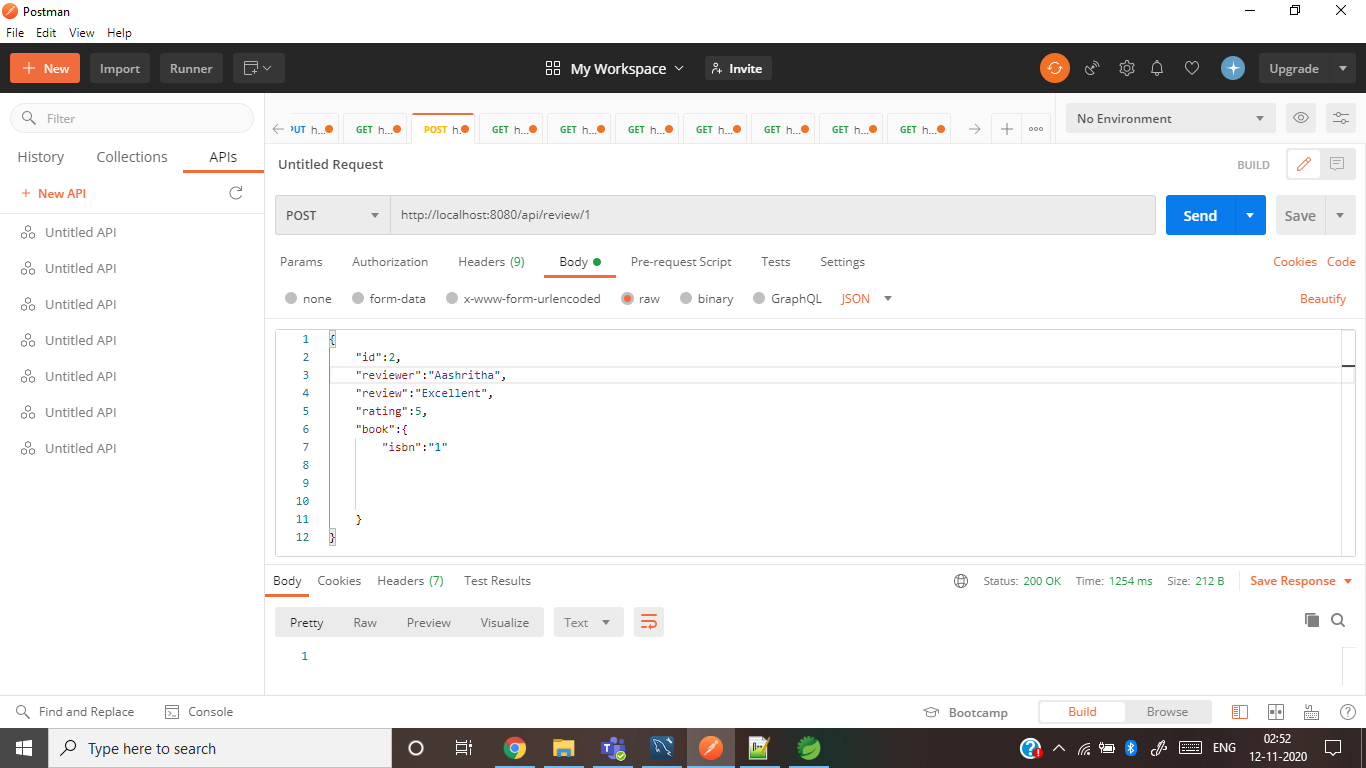 Postman
File Edit View Help
+ New Import Runner My Workspace Invite Upgrade
Filter
PUT h... GET h... POST h. GET h... GET h... GET h... GET h... GET h... GET h... GET h... No Environment
History Collections APIs
Untitled Request BUILD
+ New API
POST http://localhost:8080/api/review/1 Send Save
Untitled API
Untitled API
Untitled API
Untitled API
Untitled API
Untitled API
Untitled API
Params Authorization Headers (9) Body Pre-request Script Tests Settings Cookies Code
none form-data x-www-form-urlencoded raw binary GraphQL JSON Beautify
1 {
2 "id":2,
3 "reviewer":"Aashritha",
4 "review":"Excellent",
5 "rating":5,
6 "book":{
7 "isbn":"1"
8
9
10
11 }
12 }
Body Cookies Headers (7) Test Results Status: 200 OK Time: 1254 ms Size: 212 B Save Response
Pretty Raw Preview Visualize Text
1
Find and Replace Console Bootcamp Build Browse
Type here to search ENG 02:52
12-11-2020